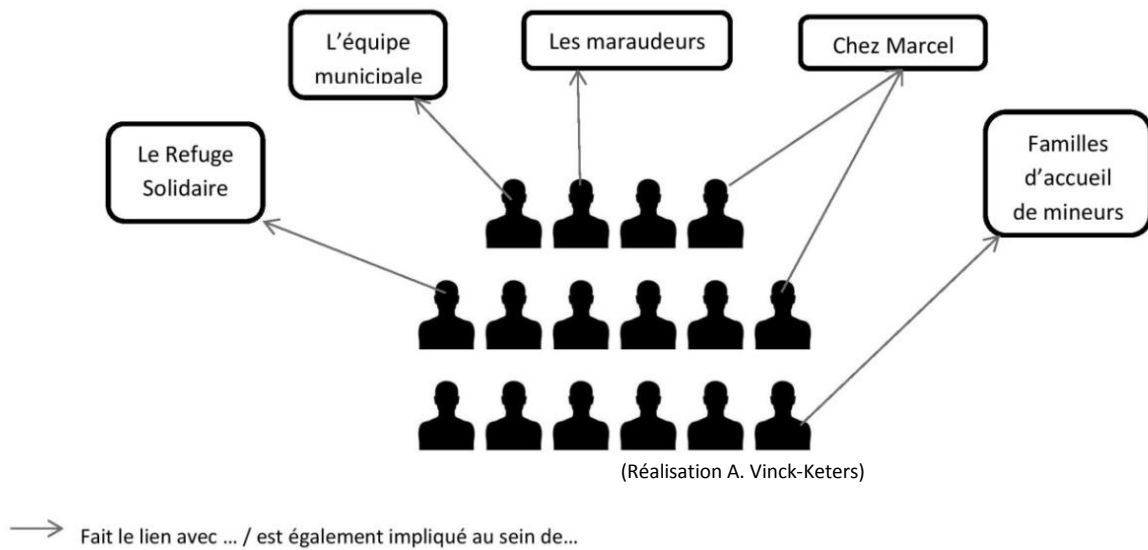 L’équipe
municipale
Les maraudeurs
Chez Marcel
Le Refuge
Solidaire
Familles
d’accueil
de mineurs
(Réalisation A. Vinck-Keters)
Fait le lien avec ... / est également impliqué au sein de...